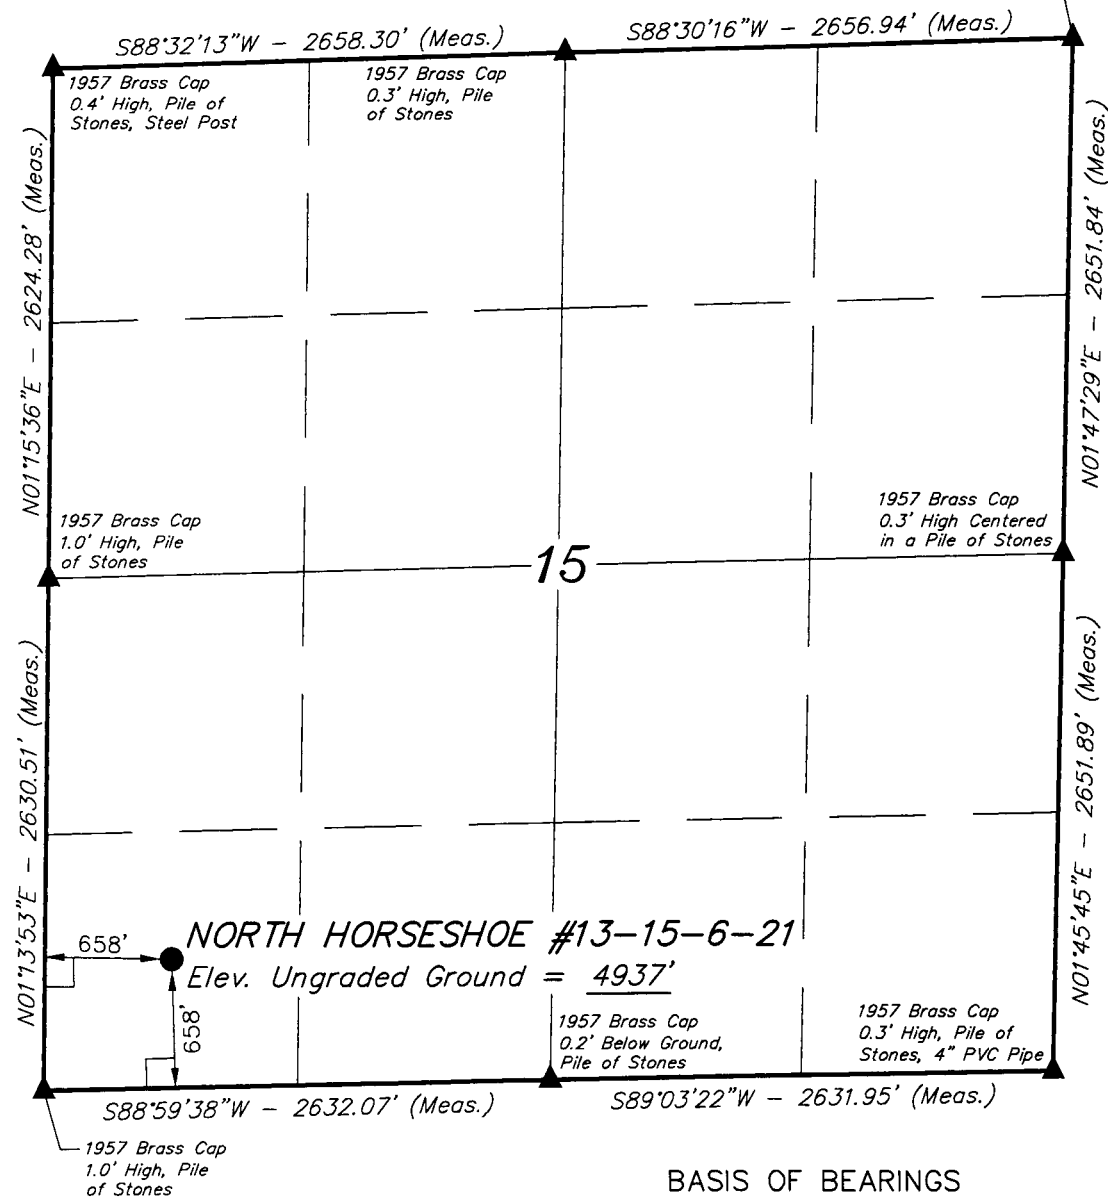 S88°32'13"W - 2658.30' (Meas.)
S88°30'16"W - 2656.94' (Meas.)
1957 Brass Cap
0.4' High, Pile of
Stones, Steel Post
1957 Brass Cap
0.3' High, Pile
of Stones
N01°15'36"E - 2624.28' (Meas.)
N01°47'29"E - 2651.84' (Meas.)
1957 Brass Cap
1.0' High, Pile
of Stones
1957 Brass Cap
0.3' High Centered
in a Pile of Stones
15
N01°13'53"E - 2630.51' (Meas.)
N01°45'45"E - 2651.89' (Meas.)
658'
NORTH HORSESHOE #13-15-6-21
Elev. Ungraded Ground = 4937'
658'
1957 Brass Cap
0.2' Below Ground,
Pile of Stones
1957 Brass Cap
0.3' High, Pile of
Stones, 4" PVC Pipe
S88°59'38"W - 2632.07' (Meas.)
S89°03'22"W - 2631.95' (Meas.)
1957 Brass Cap
1.0' High, Pile
of Stones
BASIS OF BEARINGS